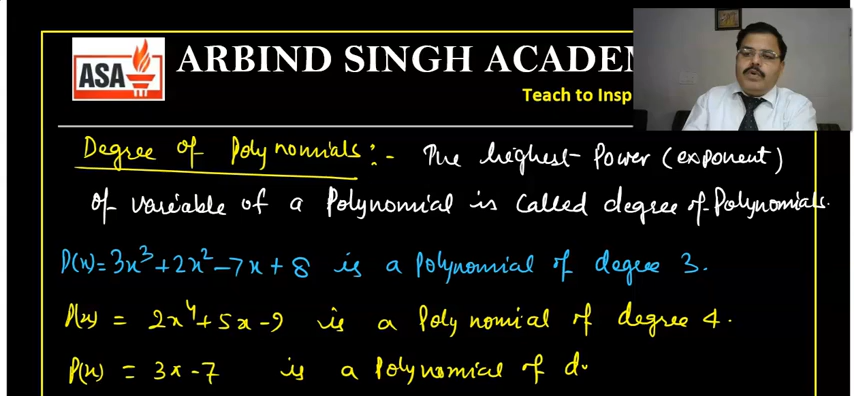 ASA
ARBIND SINGH ACADEM
Teach to Insp
Degree of Polynomials :- The highest Power (exponent)
of variable of a Polynomial is called degree of Polynomials.
P(x) = 3x³ + 2x² - 7x + 8 is a Polynomial of degree 3.
P(x) = 2x⁴ + 5x - 9 is a Polynomial of degree 4.
P(x) = 3x - 7 is a Polynomial of d